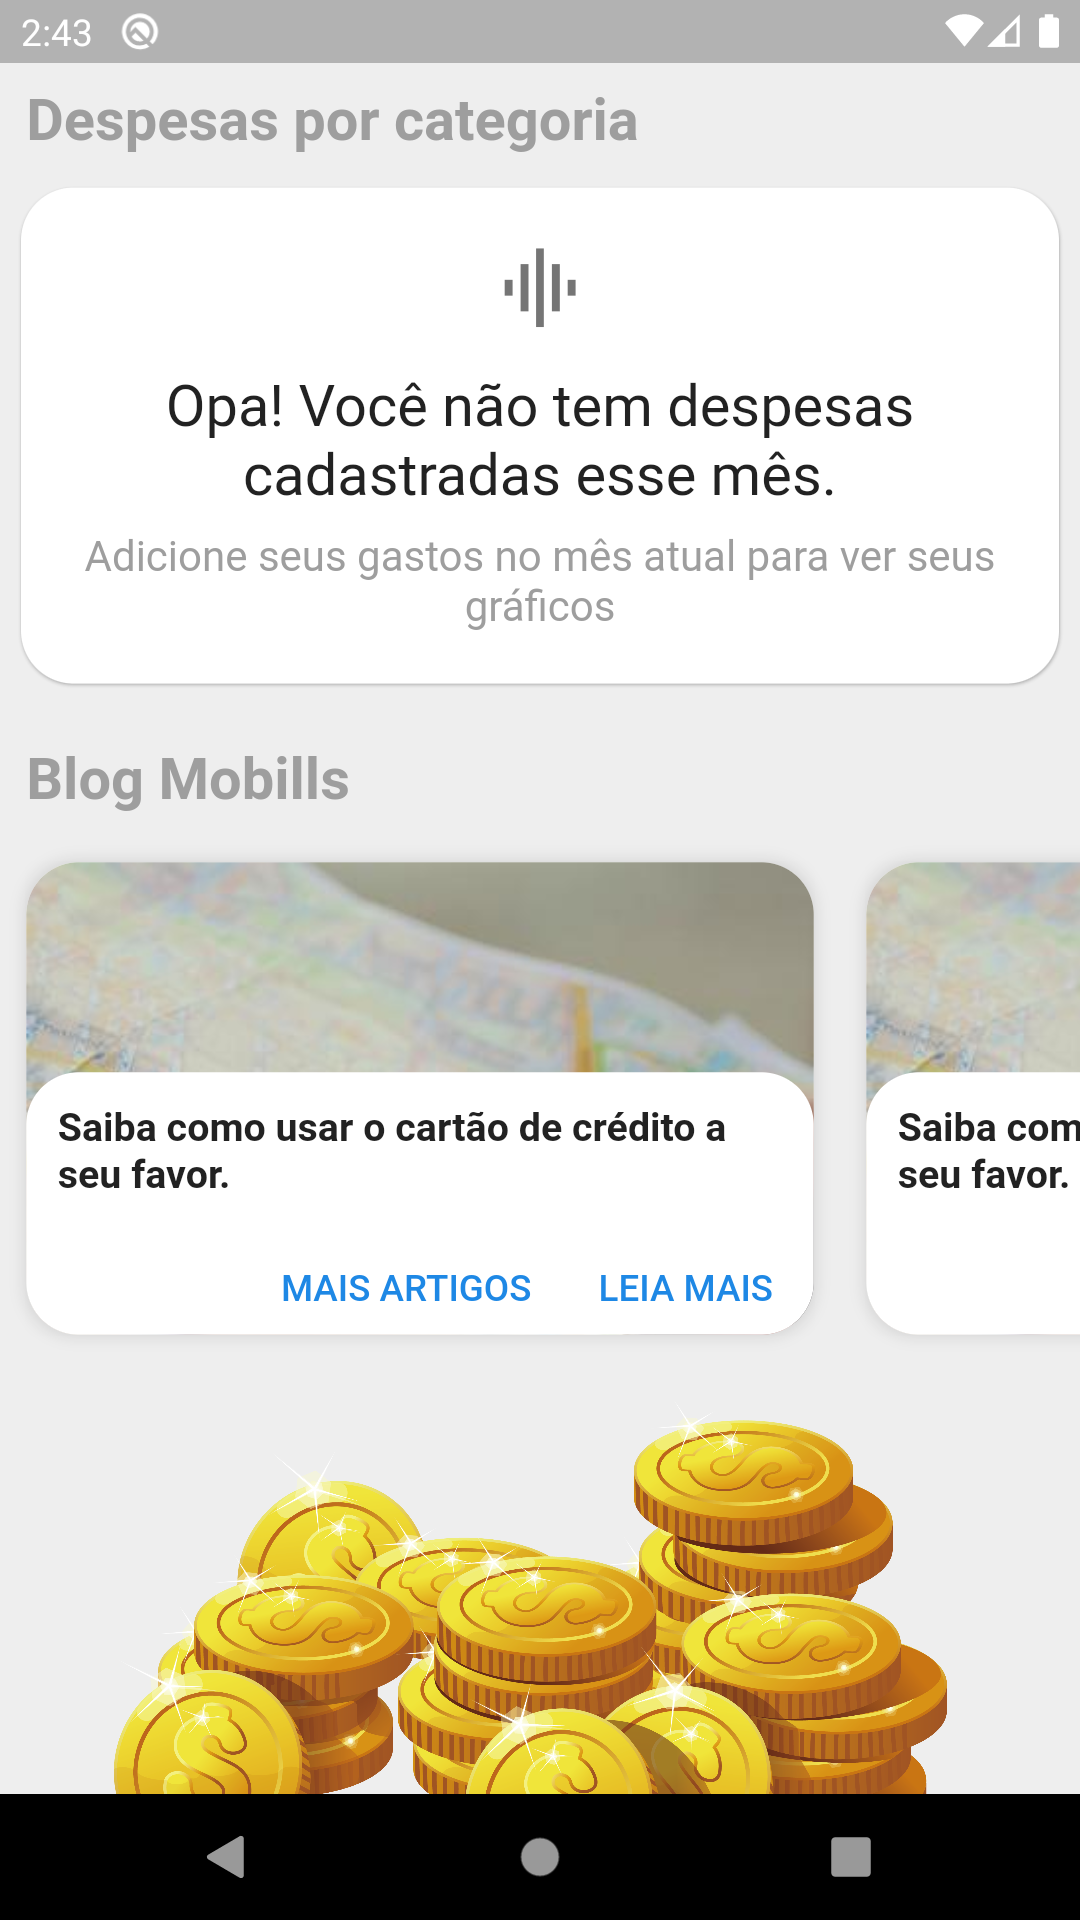 2:43
Despesas por categoria
Opa! Você não tem despesas
cadastradas esse mês.
Adicione seus gastos no mês atual para ver seus
gráficos
Blog Mobills
Saiba como usar o cartão de crédito a
seu favor.
MAIS ARTIGOS LEIA MAIS
Saiba com
seu favor.